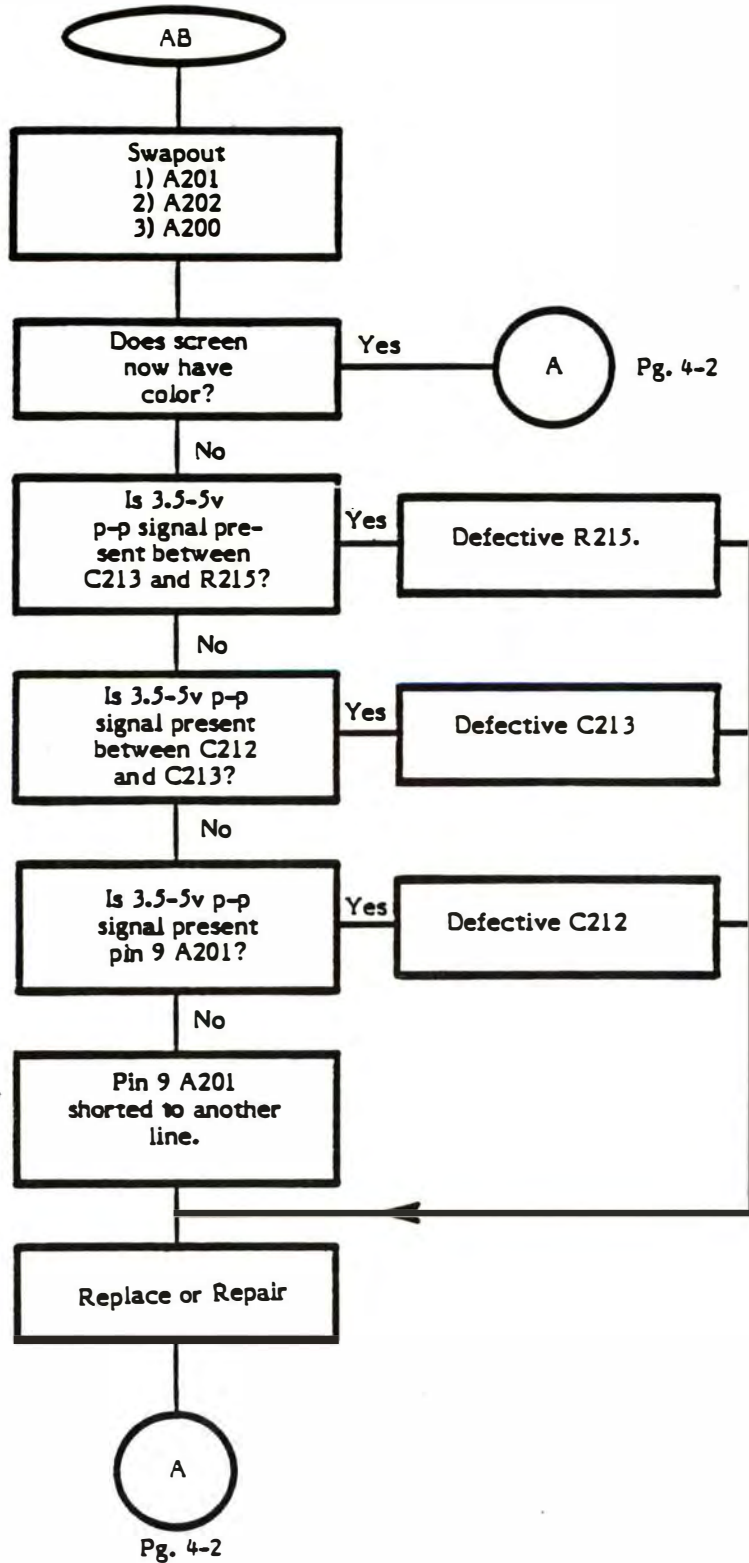 AB
Swapout
1) A201
2) A202
3) A200
Does screen
now have
color?
Yes
A
Pg. 4-2
No
Is 3.5-5v
p-p signal pre-
sent between
C213 and R215?
Yes
Defective R215.
No
Is 3.5-5v p-p
signal present
between C212
and C213?
Yes
Defective C213
No
Is 3.5-5v p-p
signal present
pin 9 A201?
Yes
Defective C212
No
Pin 9 A201
shorted to another
line.
Replace or Repair
A
Pg. 4-2